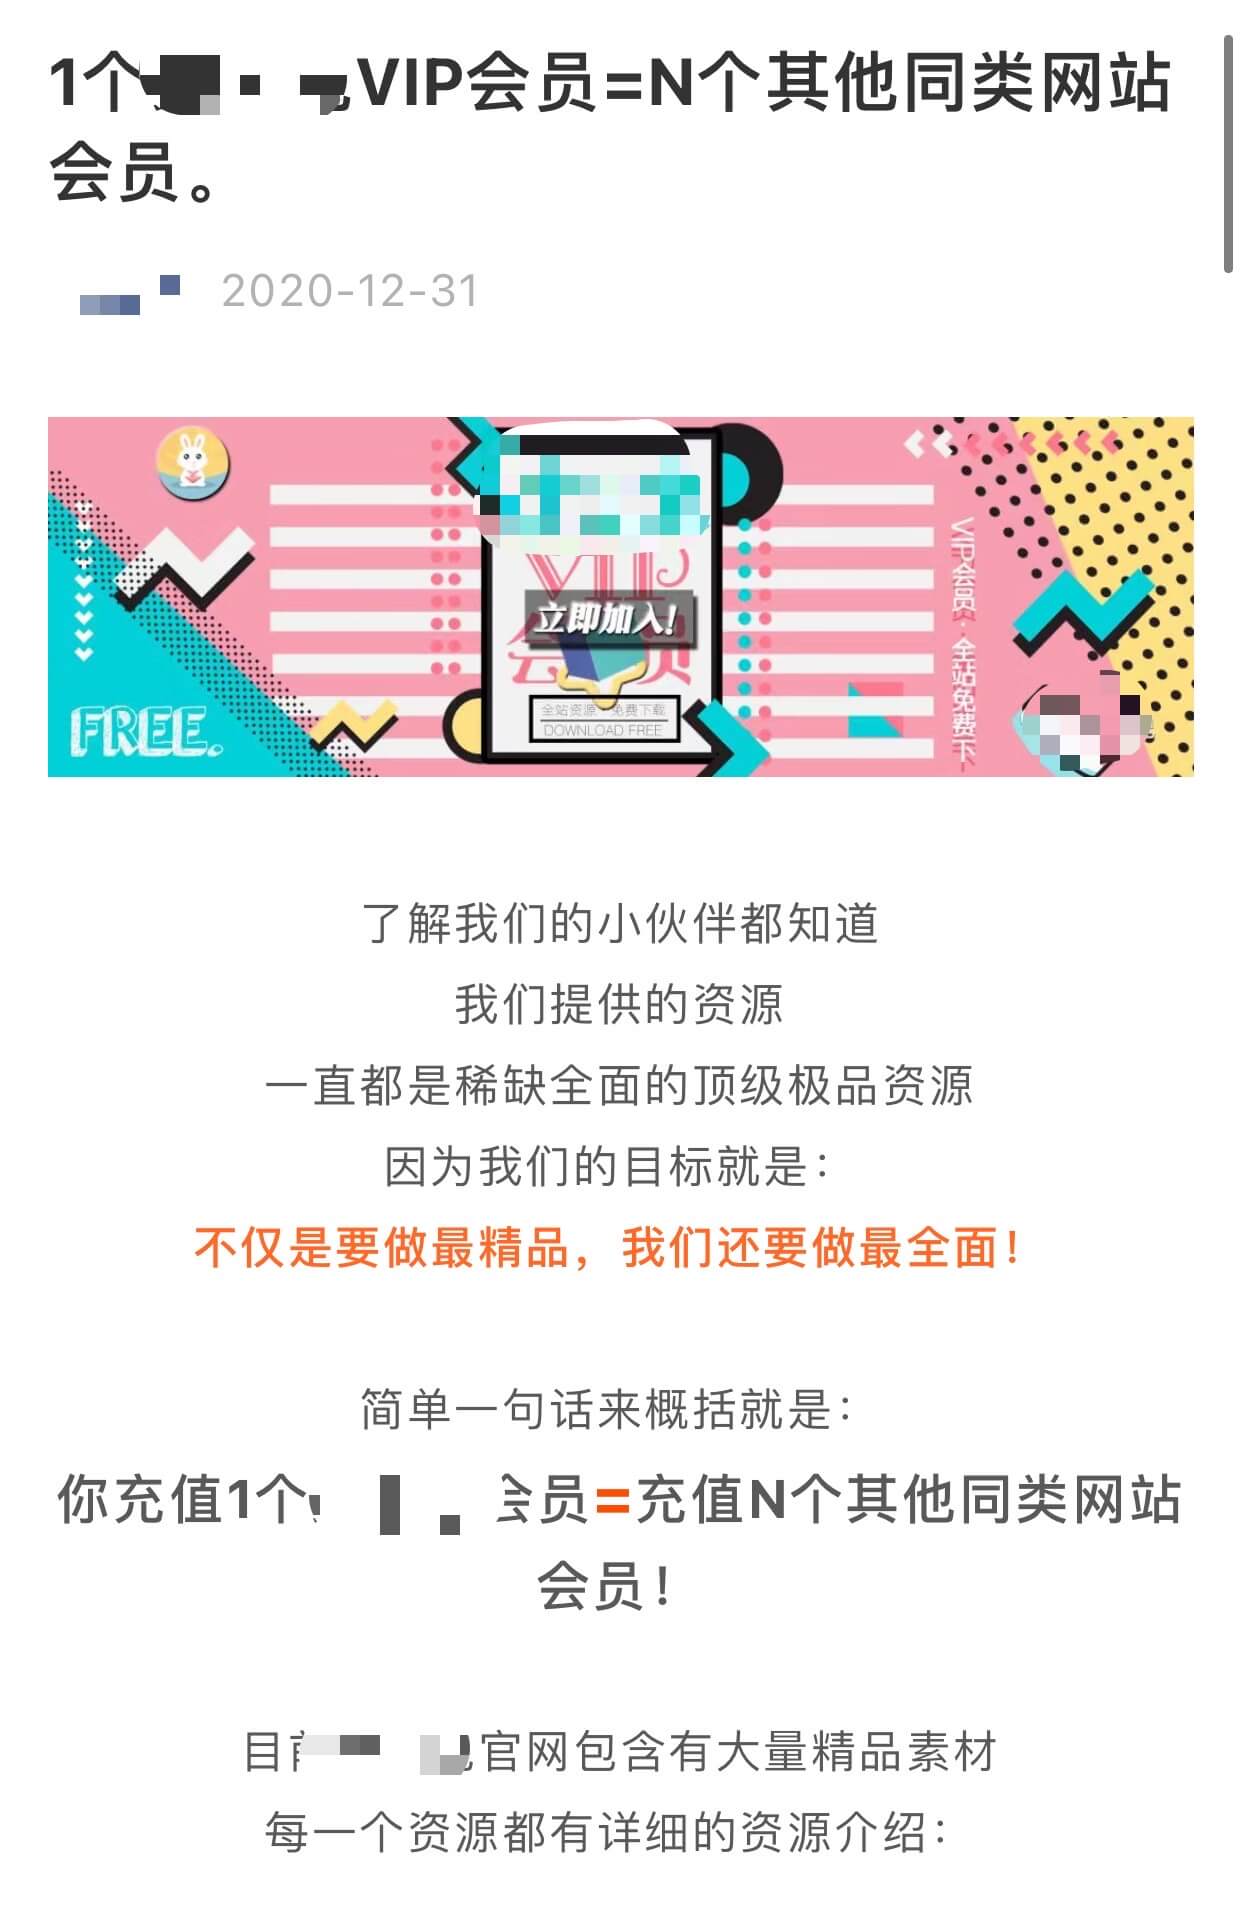 1个
VIP会员=N个其他同类网站
会员。
2020-12-31
VIP
立即加入!
会员
全站资源 免费下载
DOWNLOAD FREE
FREE.
VIP会员·全站免费下
了解我们的小伙伴都知道
我们提供的资源
一直都是稀缺全面的顶级极品资源
因为我们的目标就是：
不仅是要做最精品，我们还要做最全面！
简单一句话来概括就是：
你充值1个 会员=充值N个其他同类网站
会员！
目前 官网包含有大量精品素材
每一个资源都有详细的资源介绍：